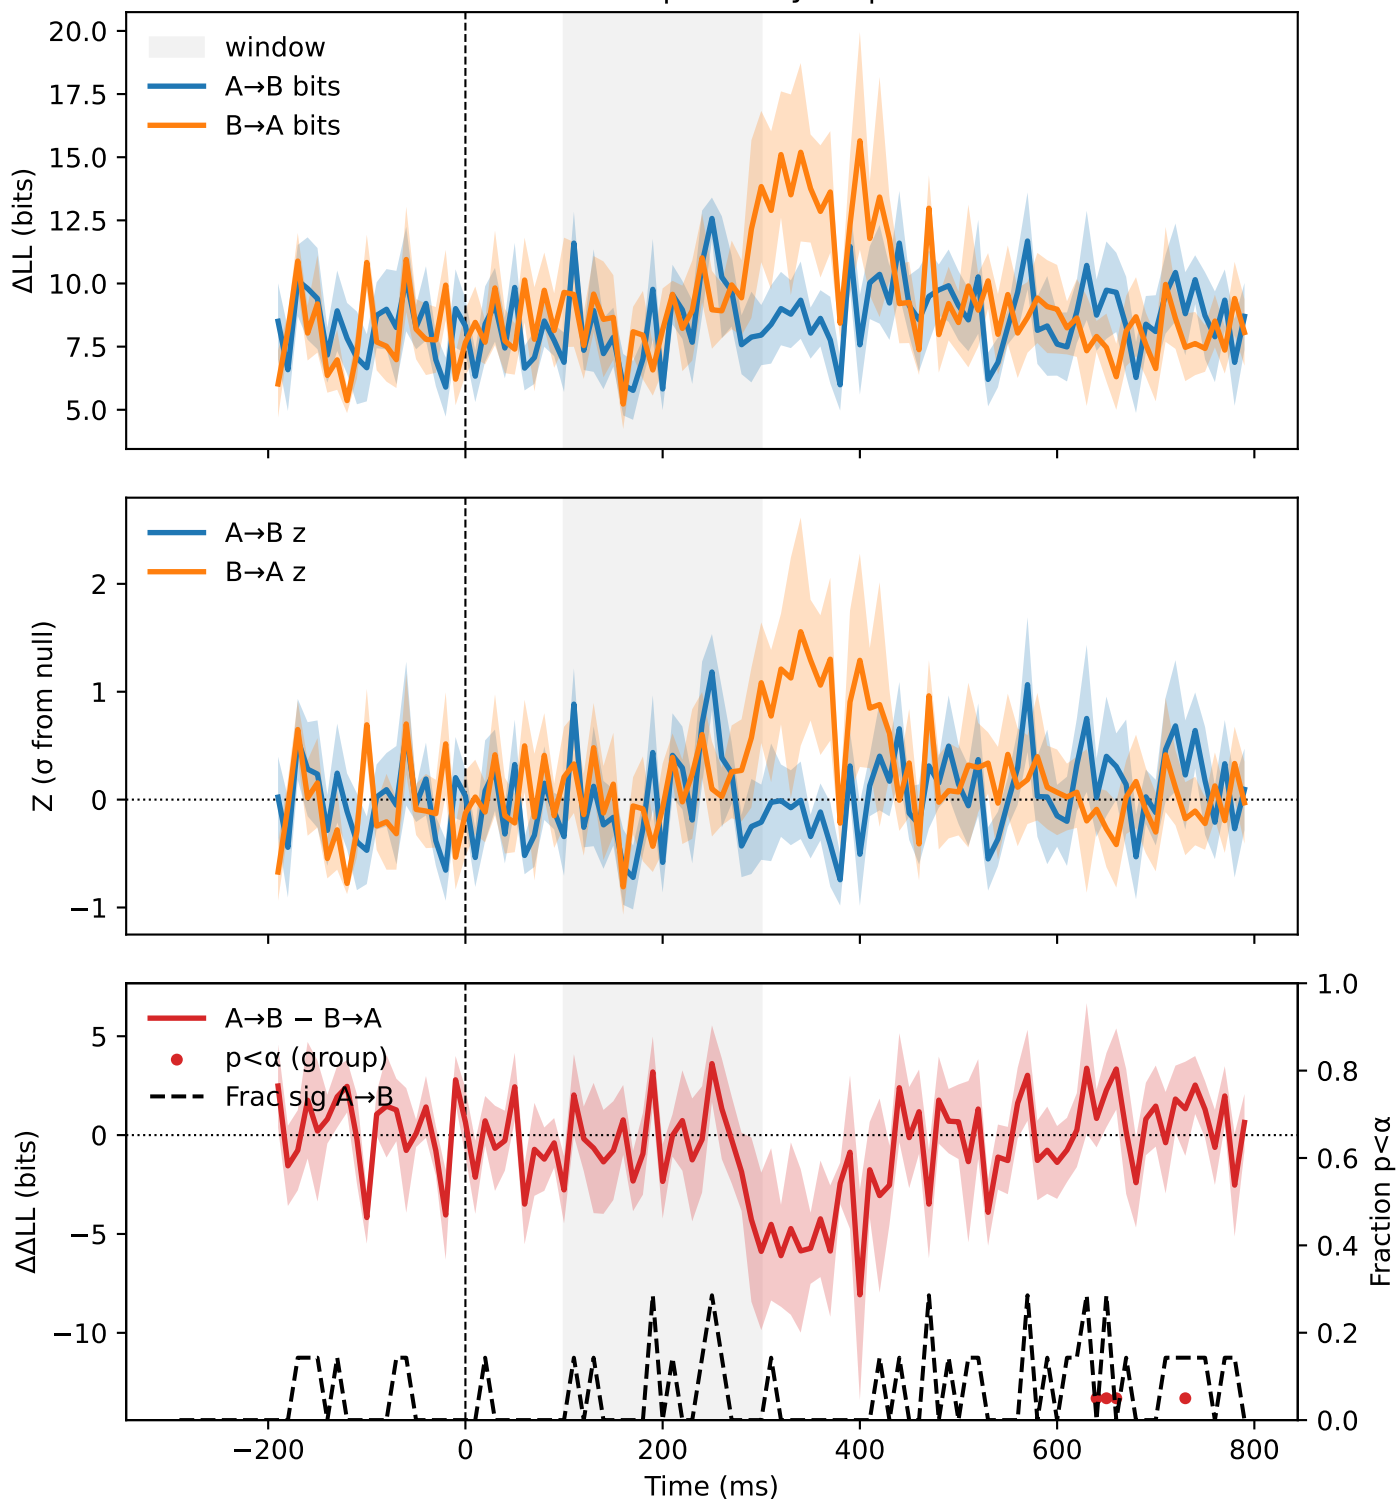 20.0
17.5
15.0
12.5
10.0
7.5
5.0
ΔLL (bits)
window
A→B bits
B→A bits
2
1
0
−1
Z (σ from null)
A→B z
B→A z
5
0
−5
−10
ΔΔLL (bits)
A→B − B→A
p<α (group)
Frac sig A→B
1.0
0.8
0.6
0.4
0.2
0.0
Fraction p<α
−200
0
200
400
600
800
Time (ms)